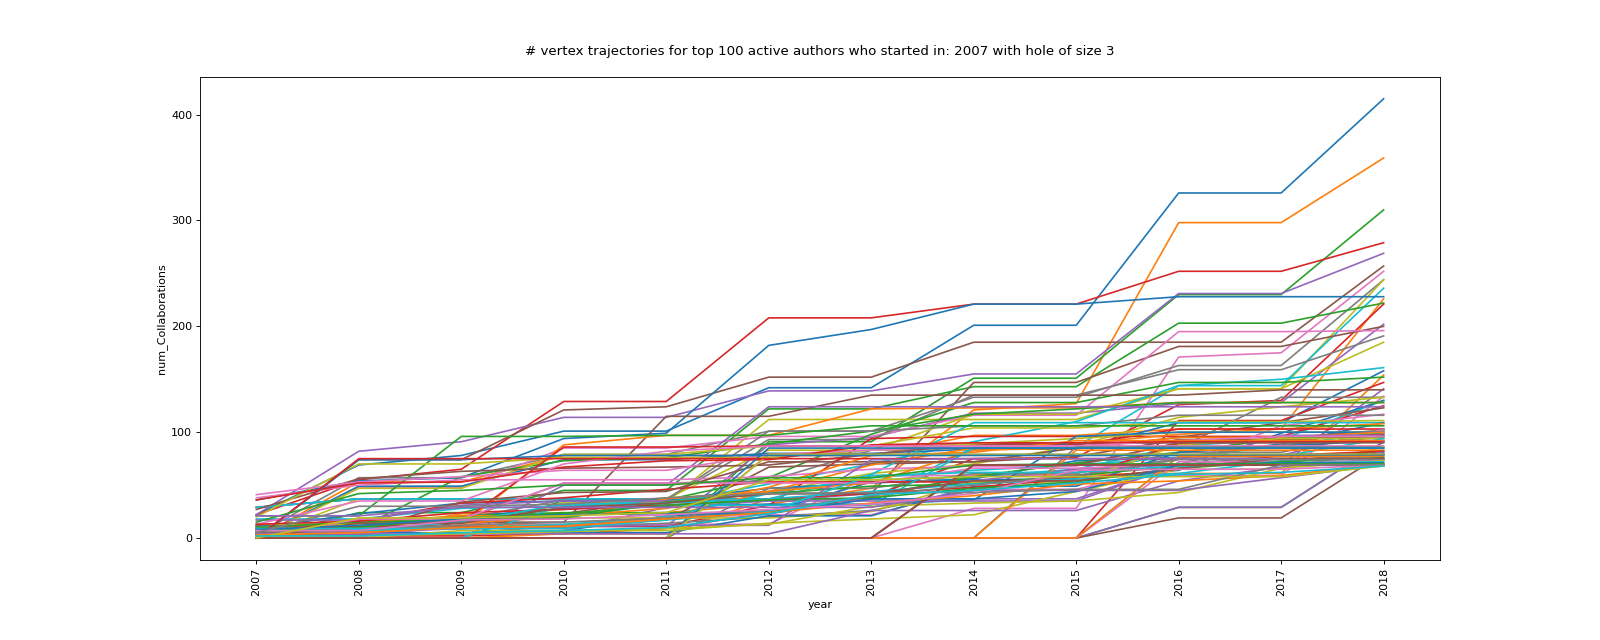 # vertex trajectories for top 100 active authors who started in: 2007 with hole of size 3
400
300
200
100
0
num_Collaborations
2007 2008 2009 2010 2011 2012 2013 2014 2015 2016 2017 2018
year